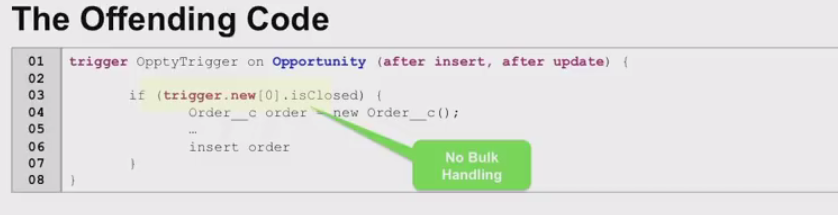 The Offending Code
01 trigger OpptyTrigger on Opportunity (after insert, after update) {
02
03 if (trigger.new[0].isClosed) {
04 Order__c order = new Order__c();
05 …
06 insert order
07 }
08 }
No Bulk
Handling